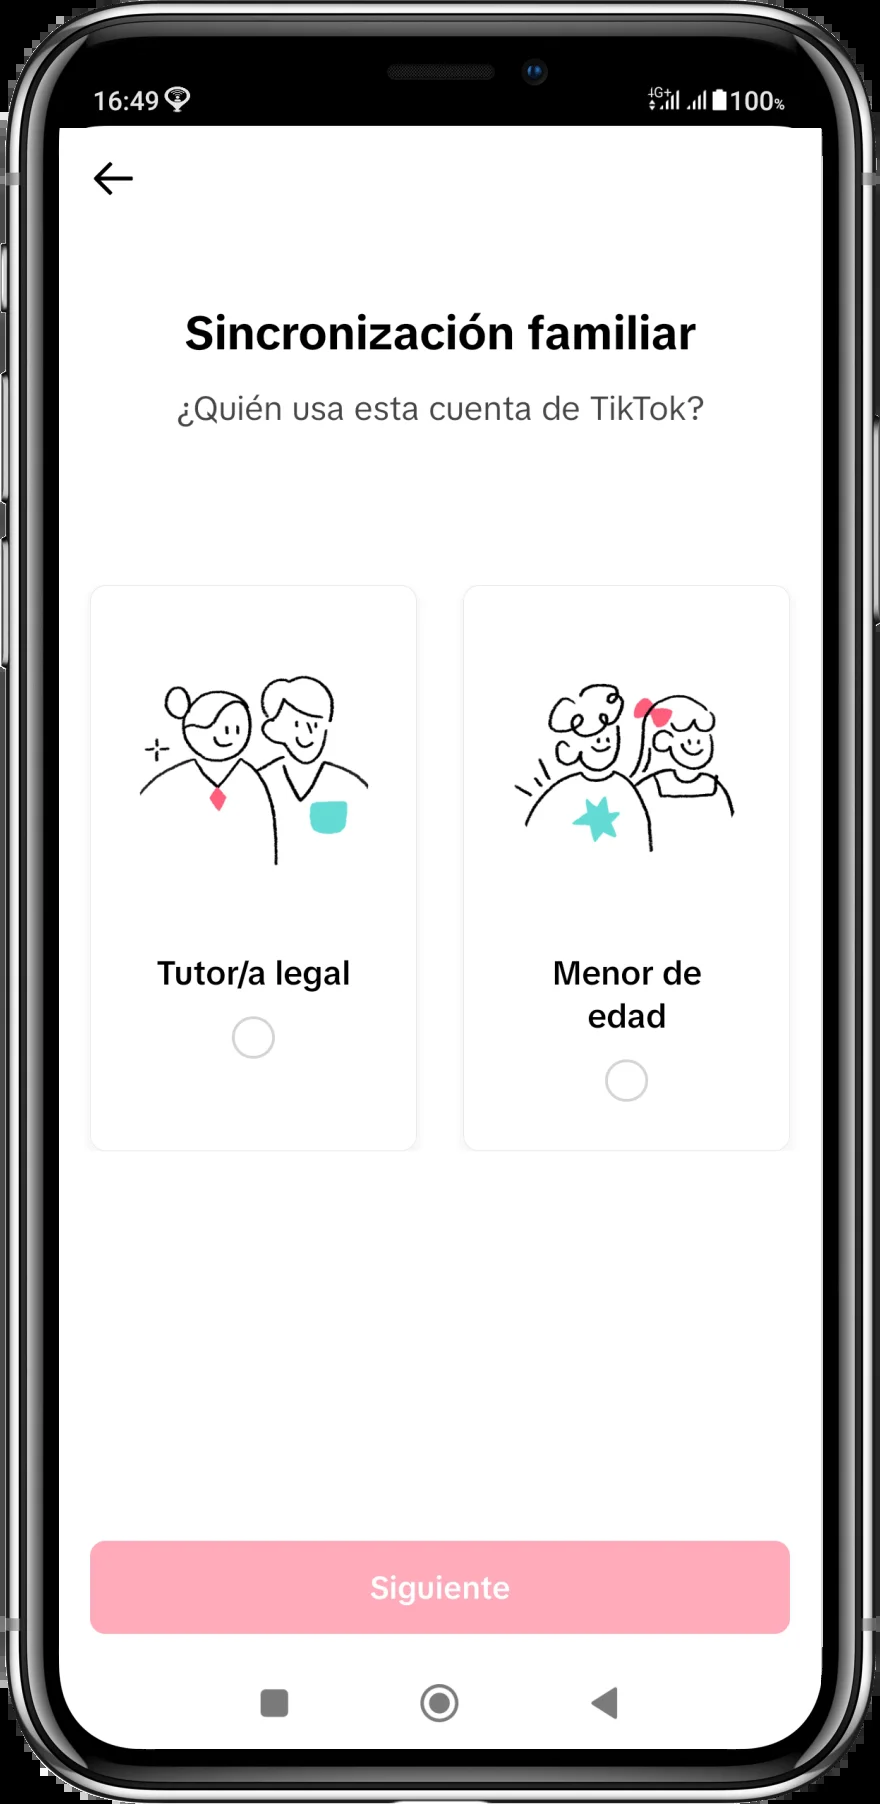 16:49
4G+ 100%
Sincronización familiar
¿Quién usa esta cuenta de TikTok?
Tutor/a legal
Menor de
edad
Siguiente